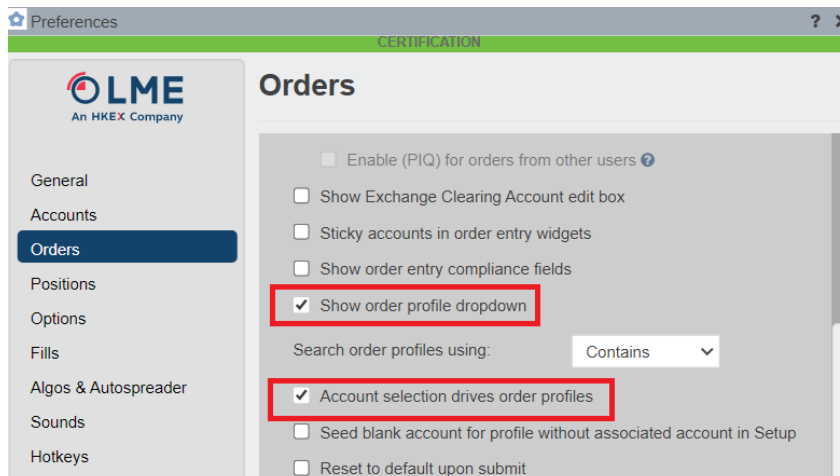 Preferences ?
CERTIFICATION
LME
An HKEX Company
General
Accounts
Orders
Positions
Options
Fills
Algos & Autospreader
Sounds
Hotkeys
Orders
Enable (PIQ) for orders from other users ?
Show Exchange Clearing Account edit box
Sticky accounts in order entry widgets
Show order entry compliance fields
Show order profile dropdown
Search order profiles using: Contains
Account selection drives order profiles
Seed blank account for profile without associated account in Setup
Reset to default upon submit